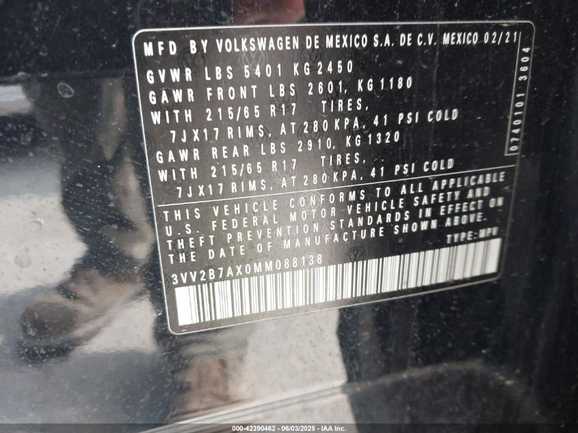 MFD BY VOLKSWAGEN DE MEXICO S.A. DE C.V. MEXICO 02/21
GVWR LBS 5401 KG 2450
GAWR FRONT LBS 2601, KG 1180
WITH 215/65 R17 TIRES,
7JX17 RIMS, AT 280 KPA, 41 PSI COLD
GAWR REAR LBS 2910, KG 1320
WITH 215/65 R17 TIRES,
7JX17 RIMS, AT 280 KPA, 41 PSI COLD
0740101 3604
THIS VEHICLE CONFORMS TO ALL APPLICABLE
U.S. FEDERAL MOTOR VEHICLE SAFETY AND
THEFT PREVENTION STANDARDS IN EFFECT ON
THE DATE OF MANUFACTURE SHOWN ABOVE.
3VV2B7AX0MM088138 TYPE: MPV
000-42390462 - 06/03/2025 - IAA Inc.